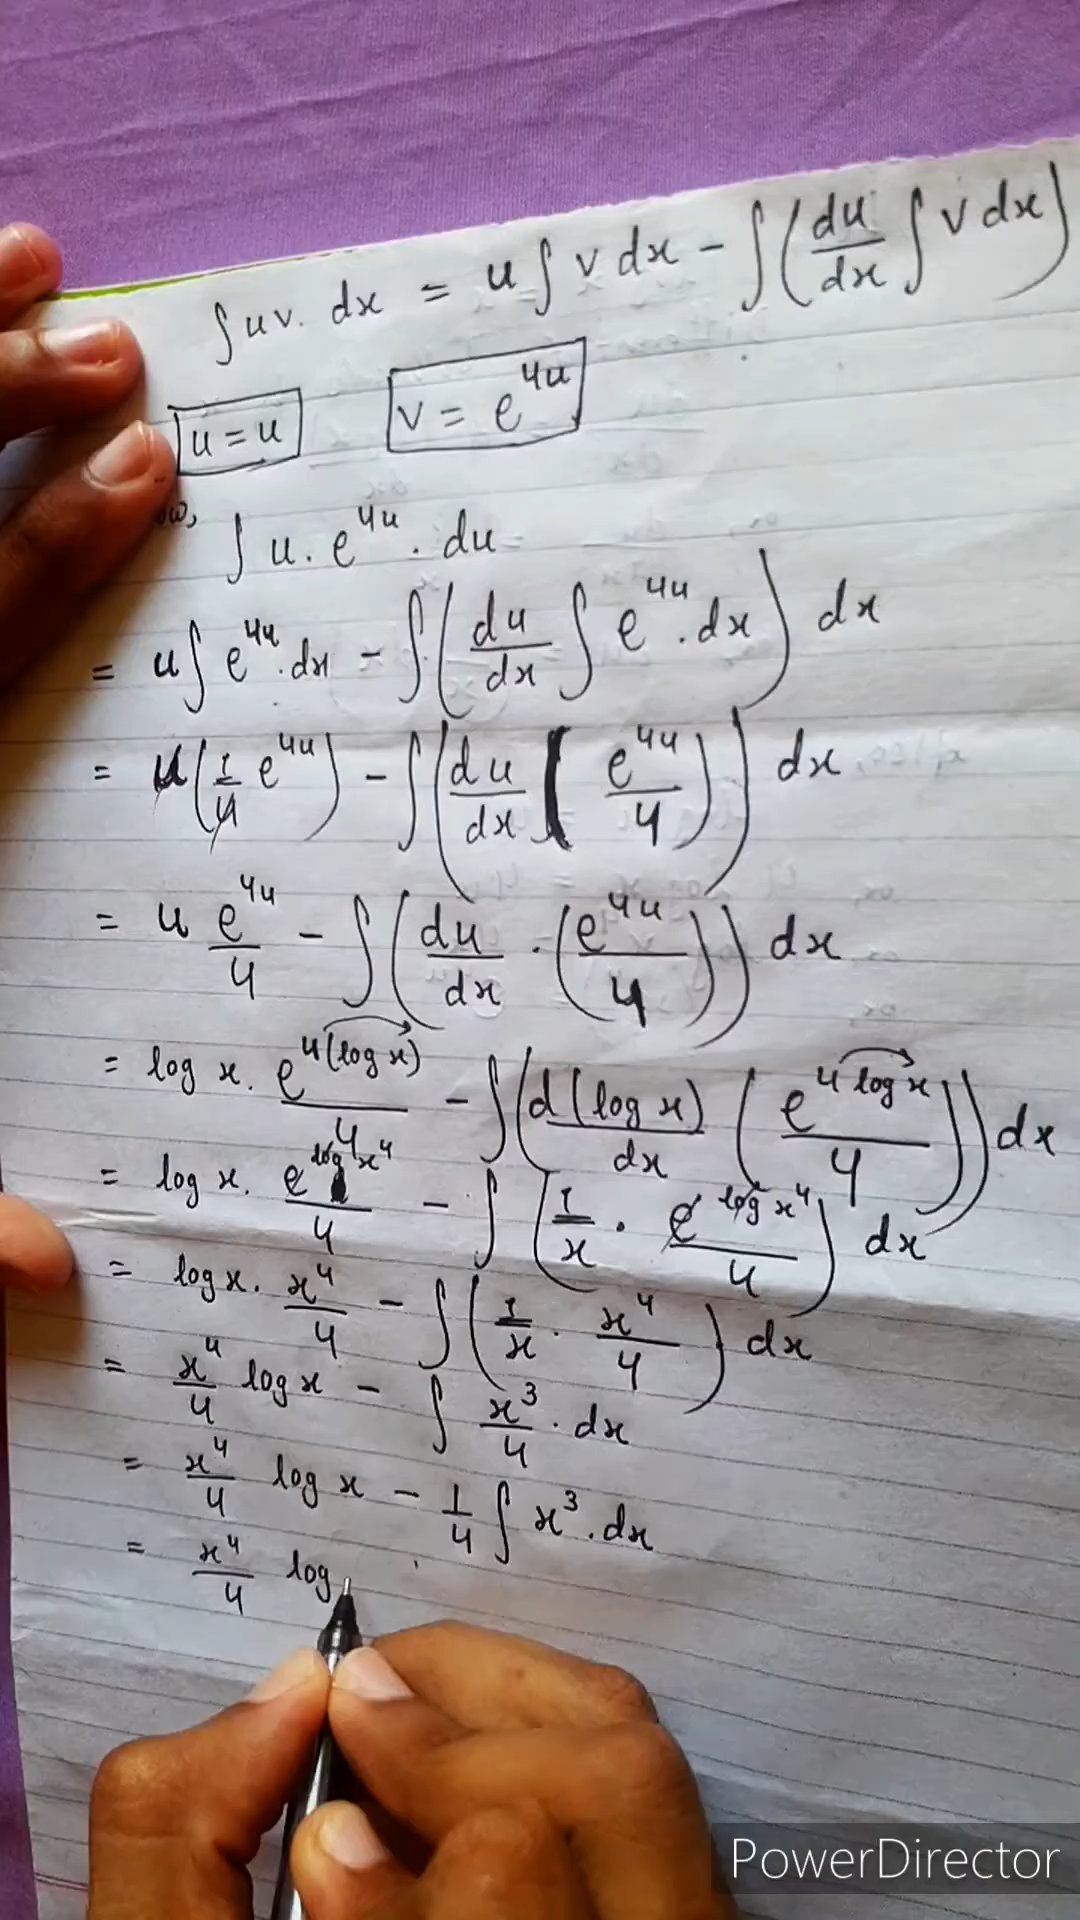 ∫ u v. dx = u ∫ v dx - ∫ ( du/dx ∫ v dx )
u = u    v = e^4u
ow,
∫ u . e^4u . du
= u ∫ e^4u . dx - ∫ ( du/dx ∫ e^4u . dx ) dx
= u ( 1/4 e^4u ) - ∫ ( du/dx ( e^4u/4 ) ) dx
= u e^4u/4 - ∫ ( du/dx . ( e^4u/4 ) ) dx
= log x . e^4(log x)/4 - ∫ ( d(log x)/dx ( e^4 log x/4 ) ) dx
= log x . e^log x^4/4 - ∫ ( 1/x . e^log x^4/4 ) dx
= log x . x^4/4 - ∫ ( 1/x . x^4/4 ) dx
= x^4/4 log x - ∫ x^3/4 . dx
= x^4/4 log x - 1/4 ∫ x^3 . dx
= x^4/4 log
PowerDirector